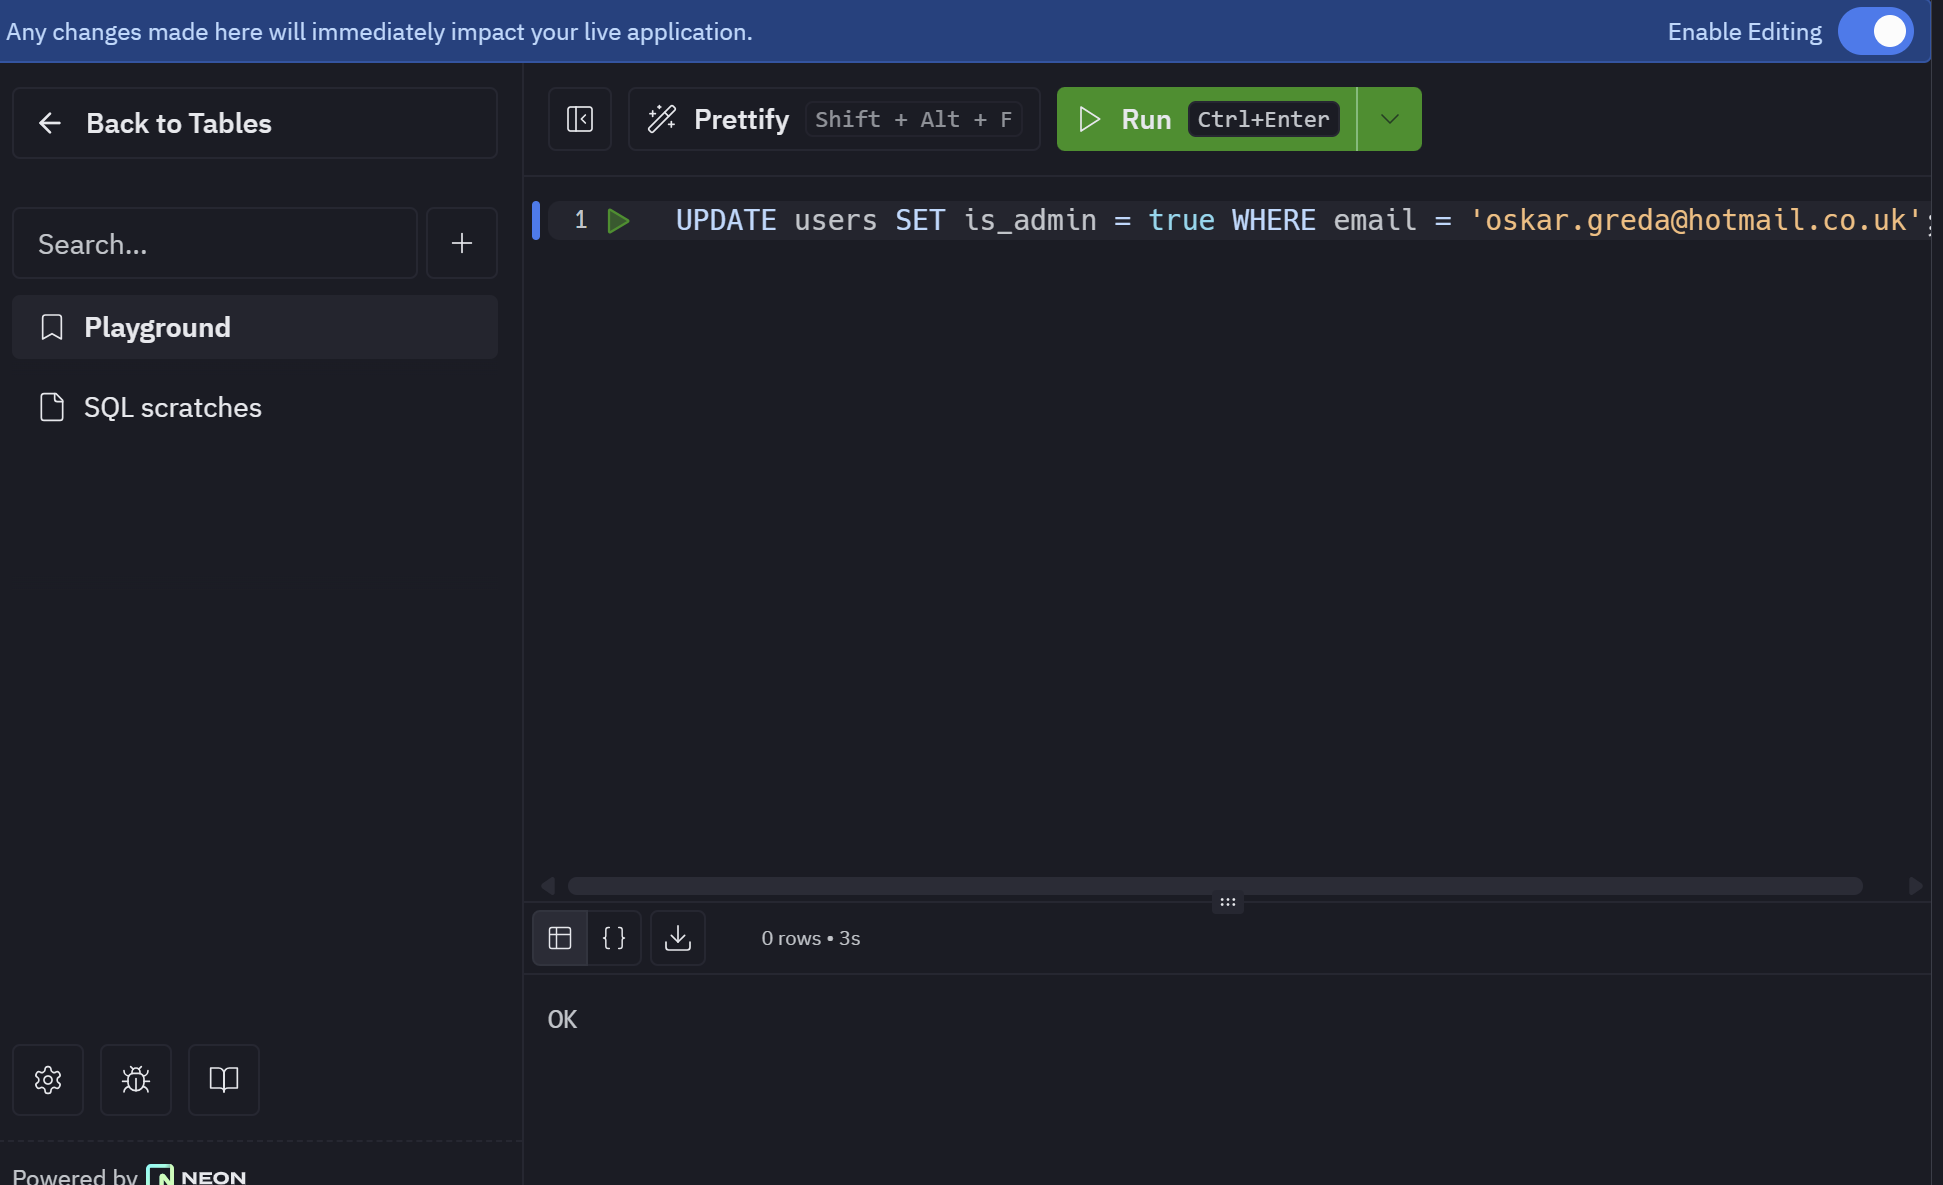 Any changes made here will immediately impact your live application.
Enable Editing
Back to Tables
Prettify Shift + Alt + F
Run Ctrl+Enter
Search...
1 UPDATE users SET is_admin = true WHERE email = 'oskar.greda@hotmail.co.uk';
Playground
SQL scratches
{}
0 rows • 3s
OK
Powered by NEON